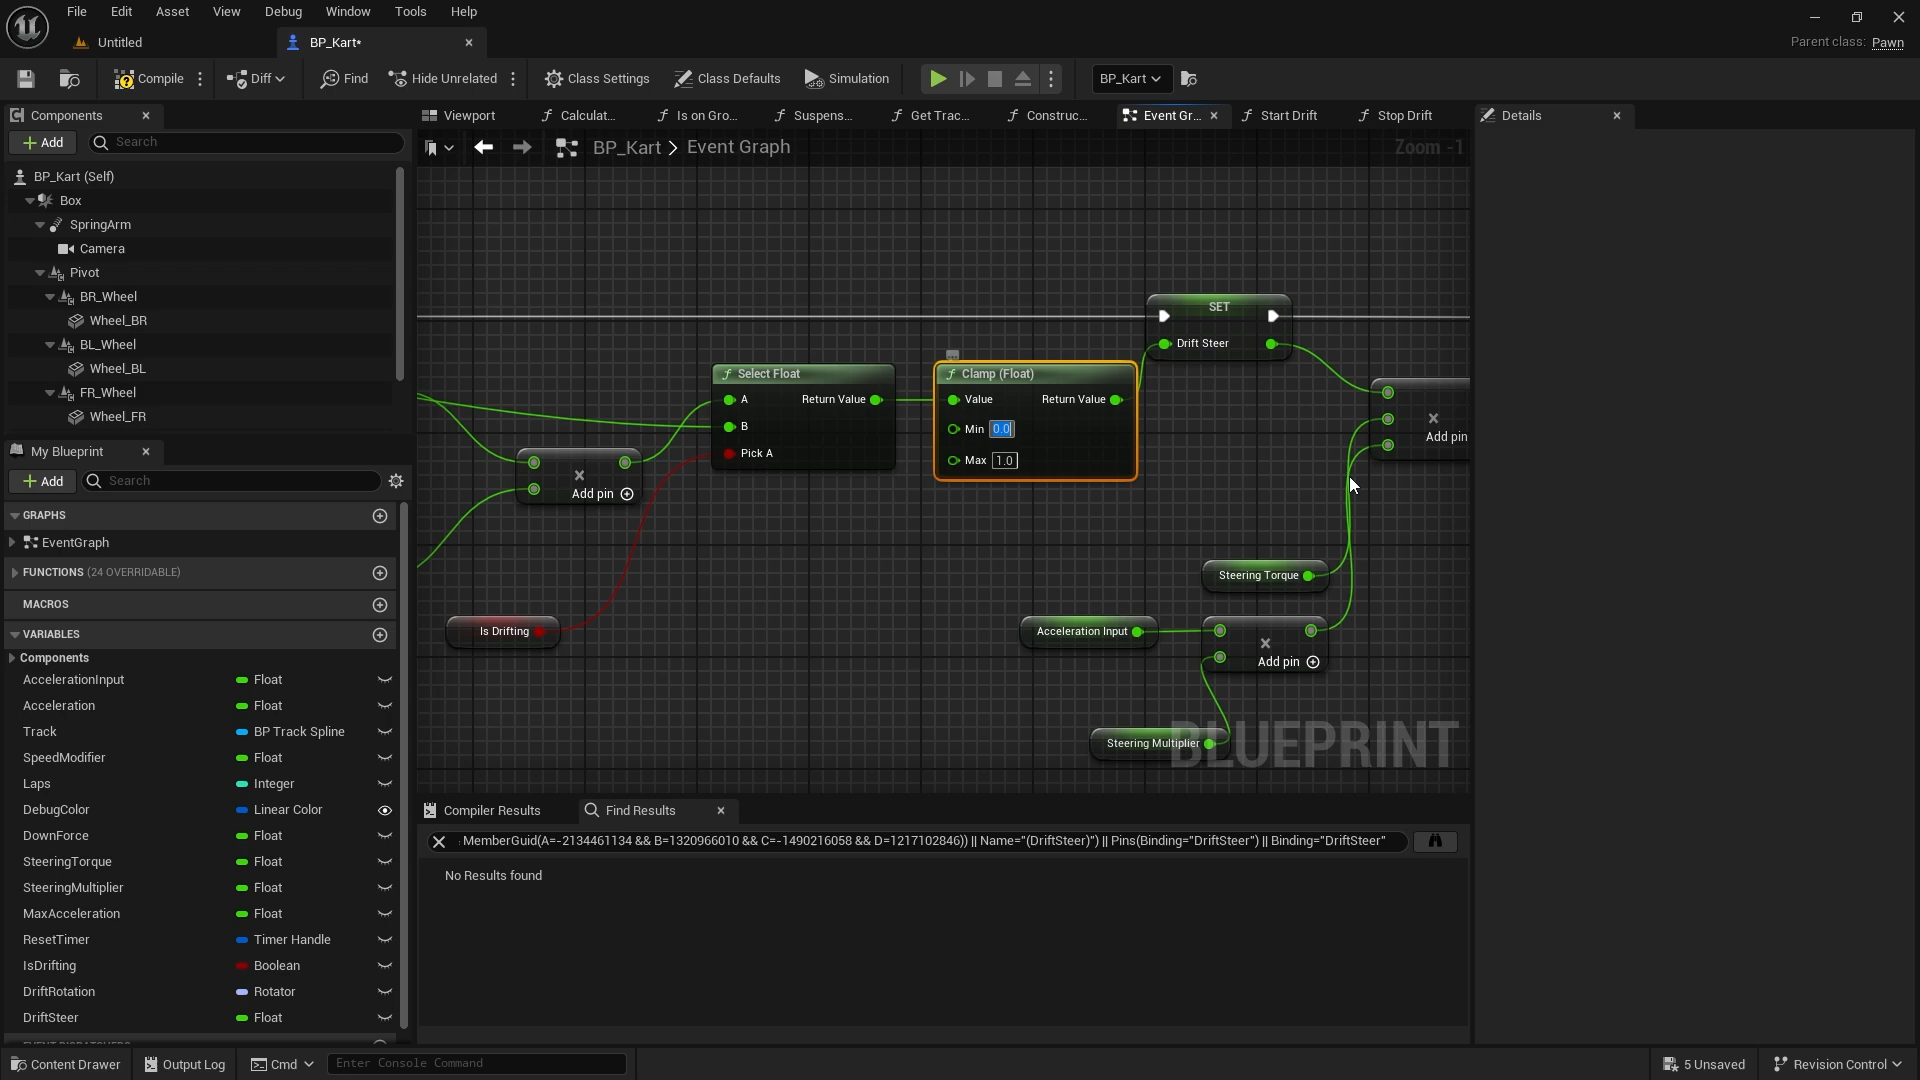 File Edit Asset View Debug Window Tools Help
Untitled
BP_Kart*
Parent class: Pawn
Compile
Diff
Find
Hide Unrelated
Class Settings
Class Defaults
Simulation
BP_Kart
Components
Add
Search
BP_Kart (Self)
Box
SpringArm
Camera
Pivot
BR_Wheel
Wheel_BR
BL_Wheel
Wheel_BL
FR_Wheel
Wheel_FR
My Blueprint
Add
Search
GRAPHS
EventGraph
FUNCTIONS (24 OVERRIDABLE)
MACROS
VARIABLES
Components
AccelerationInput Float
Acceleration Float
Track BP Track Spline
SpeedModifier Float
Laps Integer
DebugColor Linear Color
DownForce Float
SteeringTorque Float
SteeringMultiplier Float
MaxAcceleration Float
ResetTimer Timer Handle
IsDrifting Boolean
DriftRotation Rotator
DriftSteer Float
EVENT DISPATCHERS
Viewport
Calculat...
Is on Gro...
Suspens...
Get Trac...
Construc...
Event Gr...
Start Drift
Stop Drift
BP_Kart > Event Graph
Zoom -1
SET
Drift Steer
Select Float
A Return Value
B
Pick A
Clamp (Float)
Value Return Value
Min 0.0
Max 1.0
Add pin
Add pin
Is Drifting
Steering Torque
Acceleration Input
Add pin
Steering Multiplier
BLUEPRINT
Details
Compiler Results
Find Results
MemberGuid(A=-2134461134 && B=1320966010 && C=-1490216058 && D=1217102846)) || Name="(DriftSteer)") || Pins(Binding="DriftSteer") || Binding="DriftSteer"
No Results found
Content Drawer
Output Log
Cmd
Enter Console Command
5 Unsaved
Revision Control